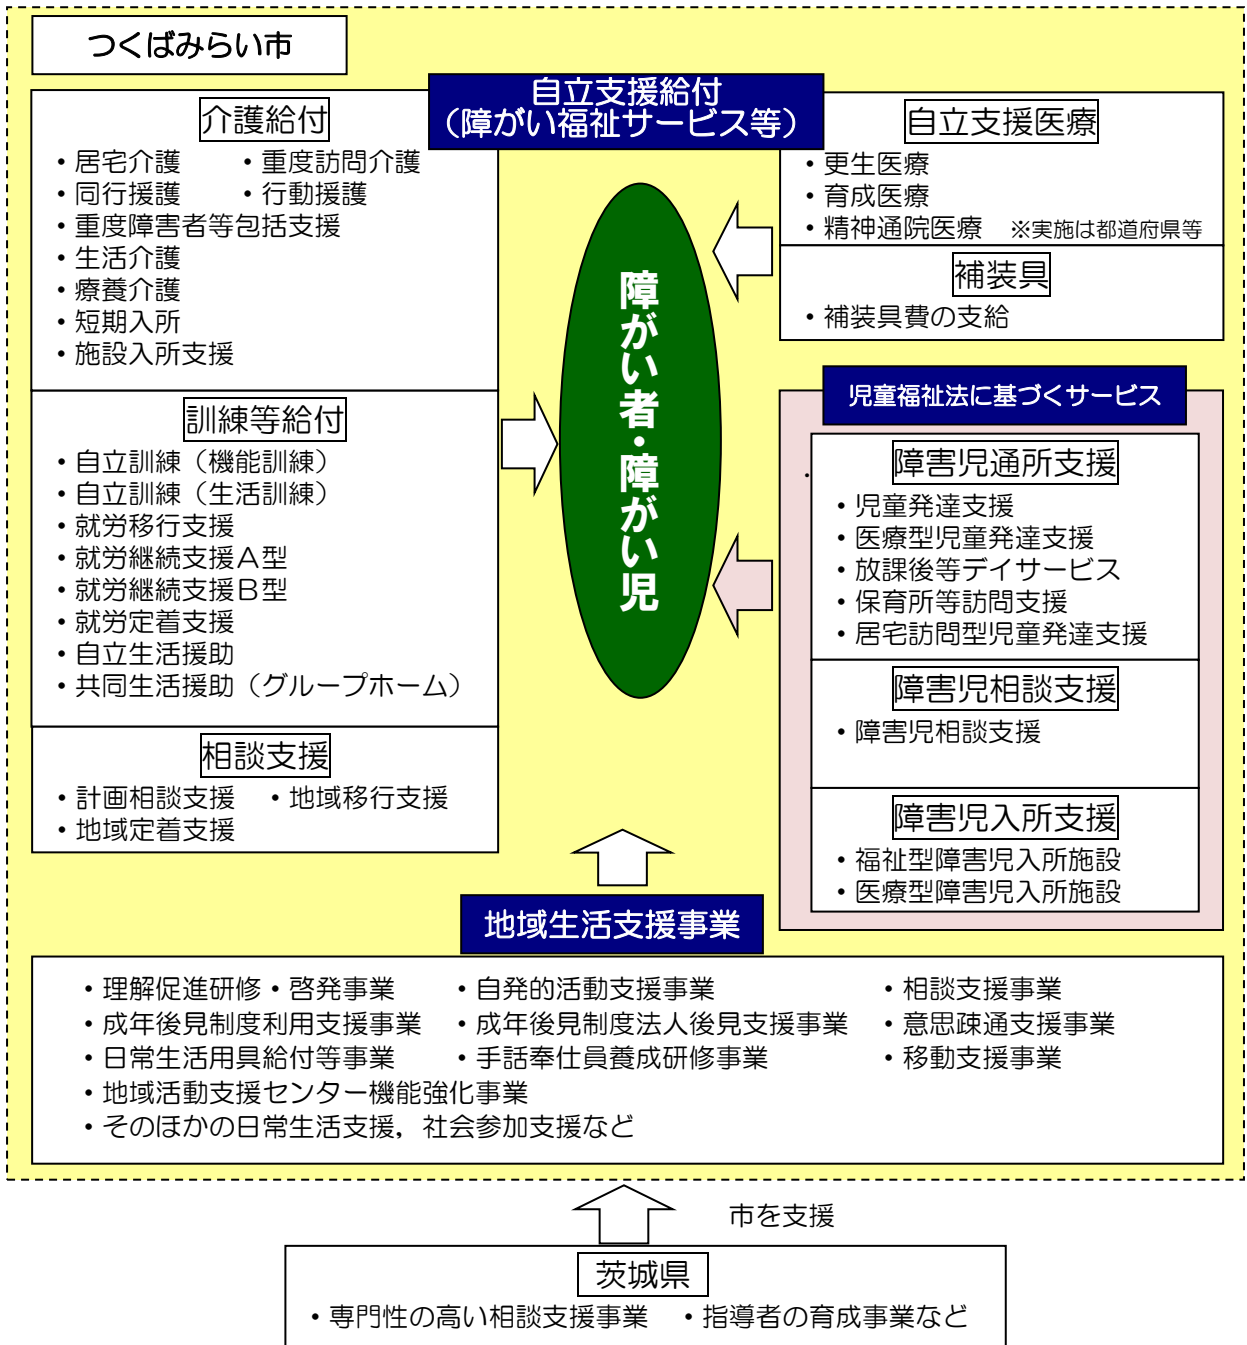 つくばみらい市
自立支援給付
（障がい福祉サービス等）
介護給付
・居宅介護　・重度訪問介護
・同行援護　・行動援護
・重度障害者等包括支援
・生活介護
・療養介護
・短期入所
・施設入所支援
訓練等給付
・自立訓練（機能訓練）
・自立訓練（生活訓練）
・就労移行支援
・就労継続支援Ａ型
・就労継続支援Ｂ型
・就労定着支援
・自立生活援助
・共同生活援助（グループホーム）
相談支援
・計画相談支援　・地域移行支援
・地域定着支援
障がい者・障がい児
自立支援医療
・更生医療
・育成医療
・精神通院医療　※実施は都道府県等
補装具
・補装具費の支給
児童福祉法に基づくサービス
障害児通所支援
・児童発達支援
・医療型児童発達支援
・放課後等デイサービス
・保育所等訪問支援
・居宅訪問型児童発達支援
障害児相談支援
・障害児相談支援
障害児入所支援
・福祉型障害児入所施設
・医療型障害児入所施設
地域生活支援事業
・理解促進研修・啓発事業　・自発的活動支援事業　・相談支援事業
・成年後見制度利用支援事業　・成年後見制度法人後見支援事業　・意思疎通支援事業
・日常生活用具給付等事業　・手話奉仕員養成研修事業　・移動支援事業
・地域活動支援センター機能強化事業
・そのほかの日常生活支援，社会参加支援など
市を支援
茨城県
・専門性の高い相談支援事業　・指導者の育成事業など